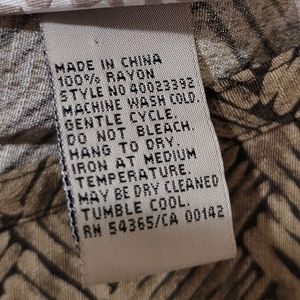 MADE IN CHINA
100% RAYON
STYLE NO 40023392
MACHINE WASH COLD.
GENTLE CYCLE.
DO NOT BLEACH.
HANG TO DRY.
IRON AT MEDIUM
TEMPERATURE.
MAY BE DRY CLEANED
TUMBLE COOL.
RN 54365/CA 00142